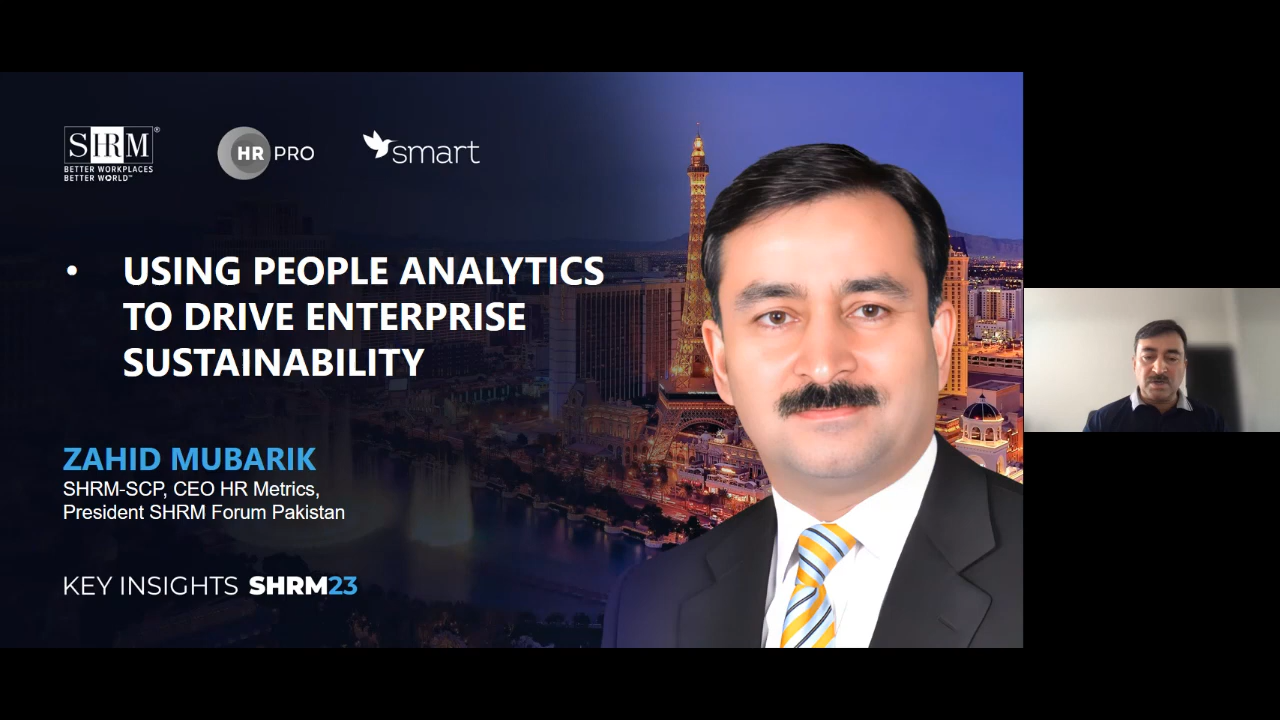 SHRM®
BETTER WORKPLACES
BETTER WORLD™
HR PRO
smart
• USING PEOPLE ANALYTICS
TO DRIVE ENTERPRISE
SUSTAINABILITY
ZAHID MUBARIK
SHRM-SCP, CEO HR Metrics,
President SHRM Forum Pakistan
KEY INSIGHTS SHRM23